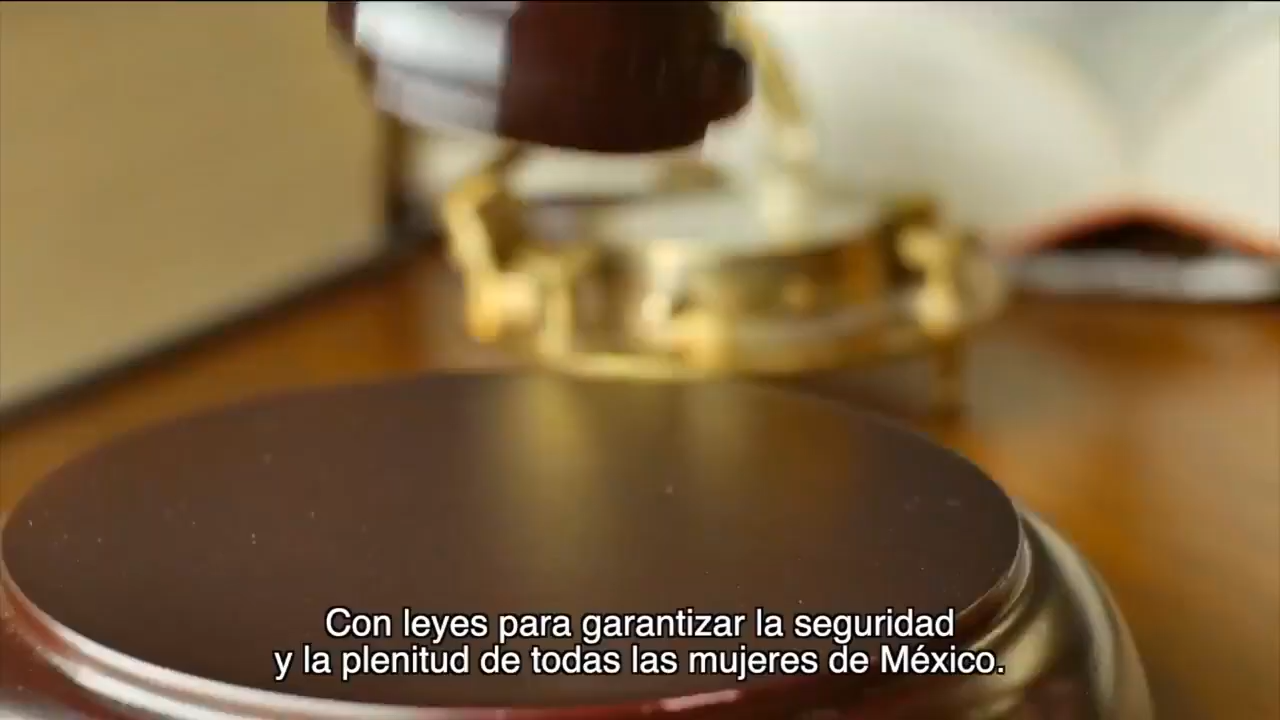 Con leyes para garantizar la seguridad
y la plenitud de todas las mujeres de México.